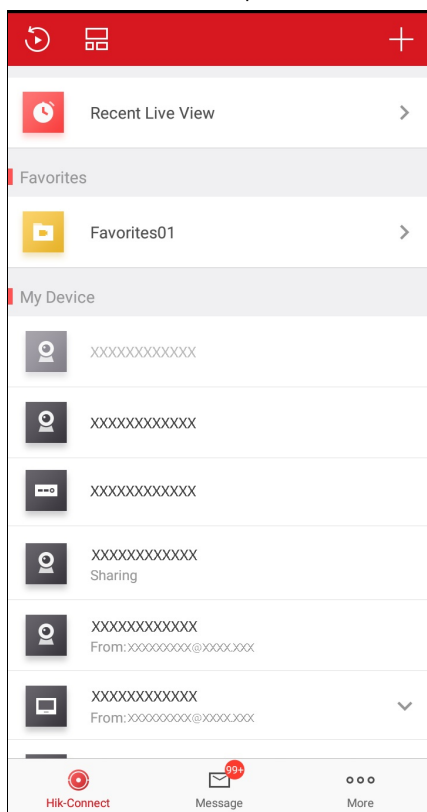 Recent Live View
Favorites
Favorites01
My Device
XXXXXXXXXXXX
XXXXXXXXXXXX
XXXXXXXXXXXX
XXXXXXXXXXXX
Sharing
XXXXXXXXXXXX
From:XXXXXXXXX@XXXX.XXX
XXXXXXXXXXXX
From:XXXXXXXXX@XXXX.XXX
99+
Hik-Connect
Message
More